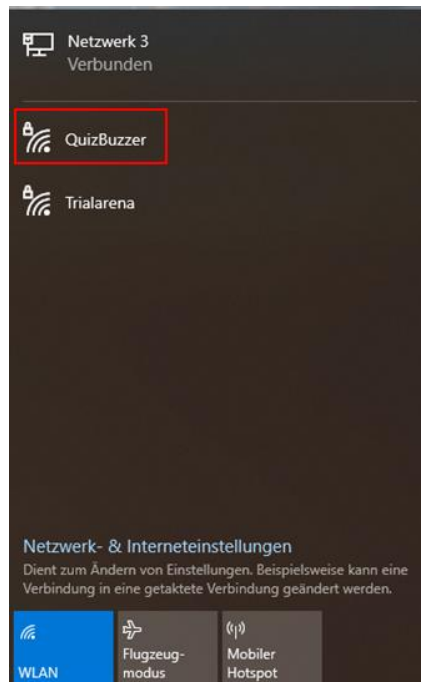 Netzwerk 3
Verbunden
QuizBuzzer
Trialarena
Netzwerk- & Interneteinstellungen
Dient zum Ändern von Einstellungen. Beispielsweise kann eine
Verbindung in eine getaktete Verbindung geändert werden.
WLAN
Flugzeug-
modus
Mobiler
Hotspot